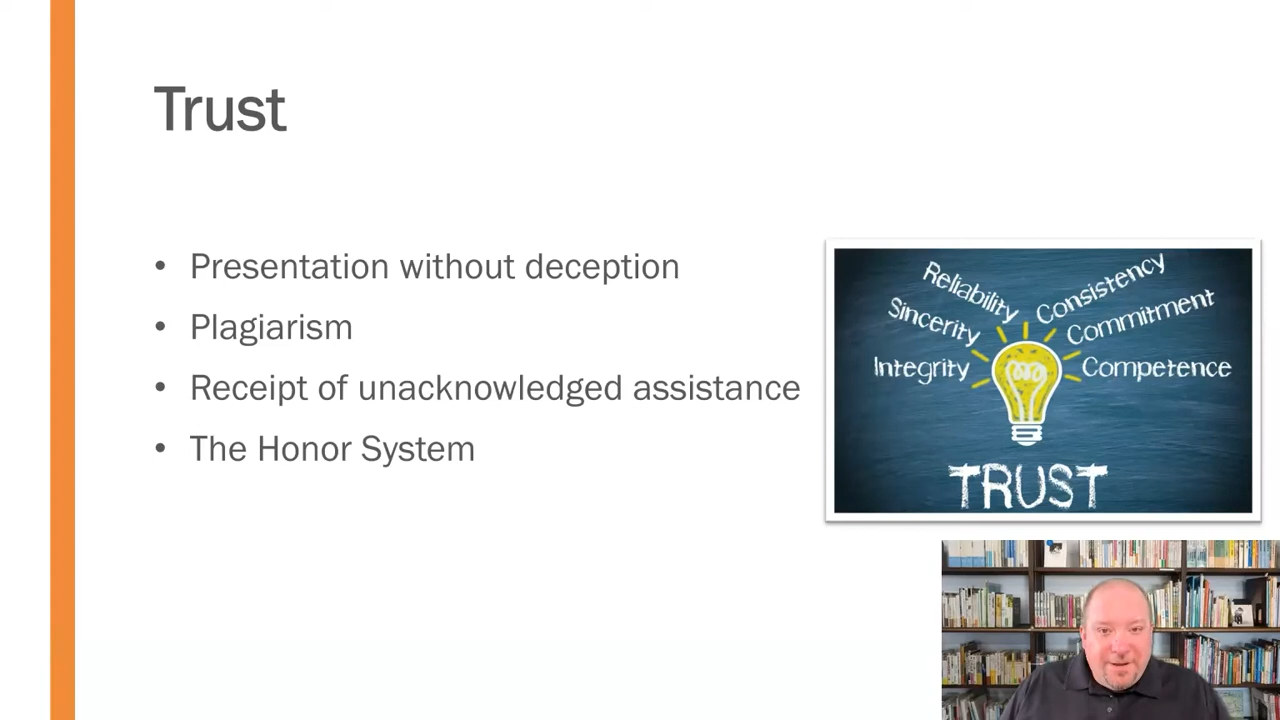 Trust
• Presentation without deception
• Plagiarism
• Receipt of unacknowledged assistance
• The Honor System
Reliability
Consistency
Sincerity
Commitment
Integrity
Competence
TRUST